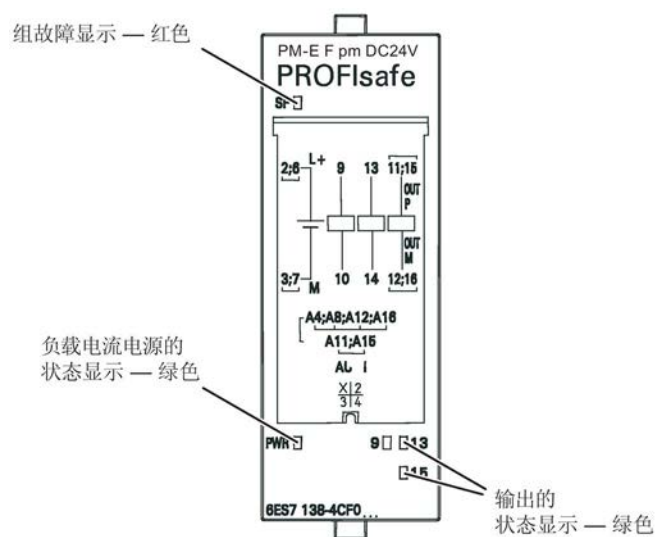 组故障显示 — 红色
PM-E F pm DC24V
PROFIsafe
SF
2;6 L+ 9 13 11;15
OUT
P
OUT
M
3;7 M 10 14 12;16
A4;A8;A12;A16
A11;A15
负载电流电源的
状态显示 — 绿色
X 2
3 4
PWR 9 13
15
输出的
状态显示 — 绿色
6ES7 138-4CF0...